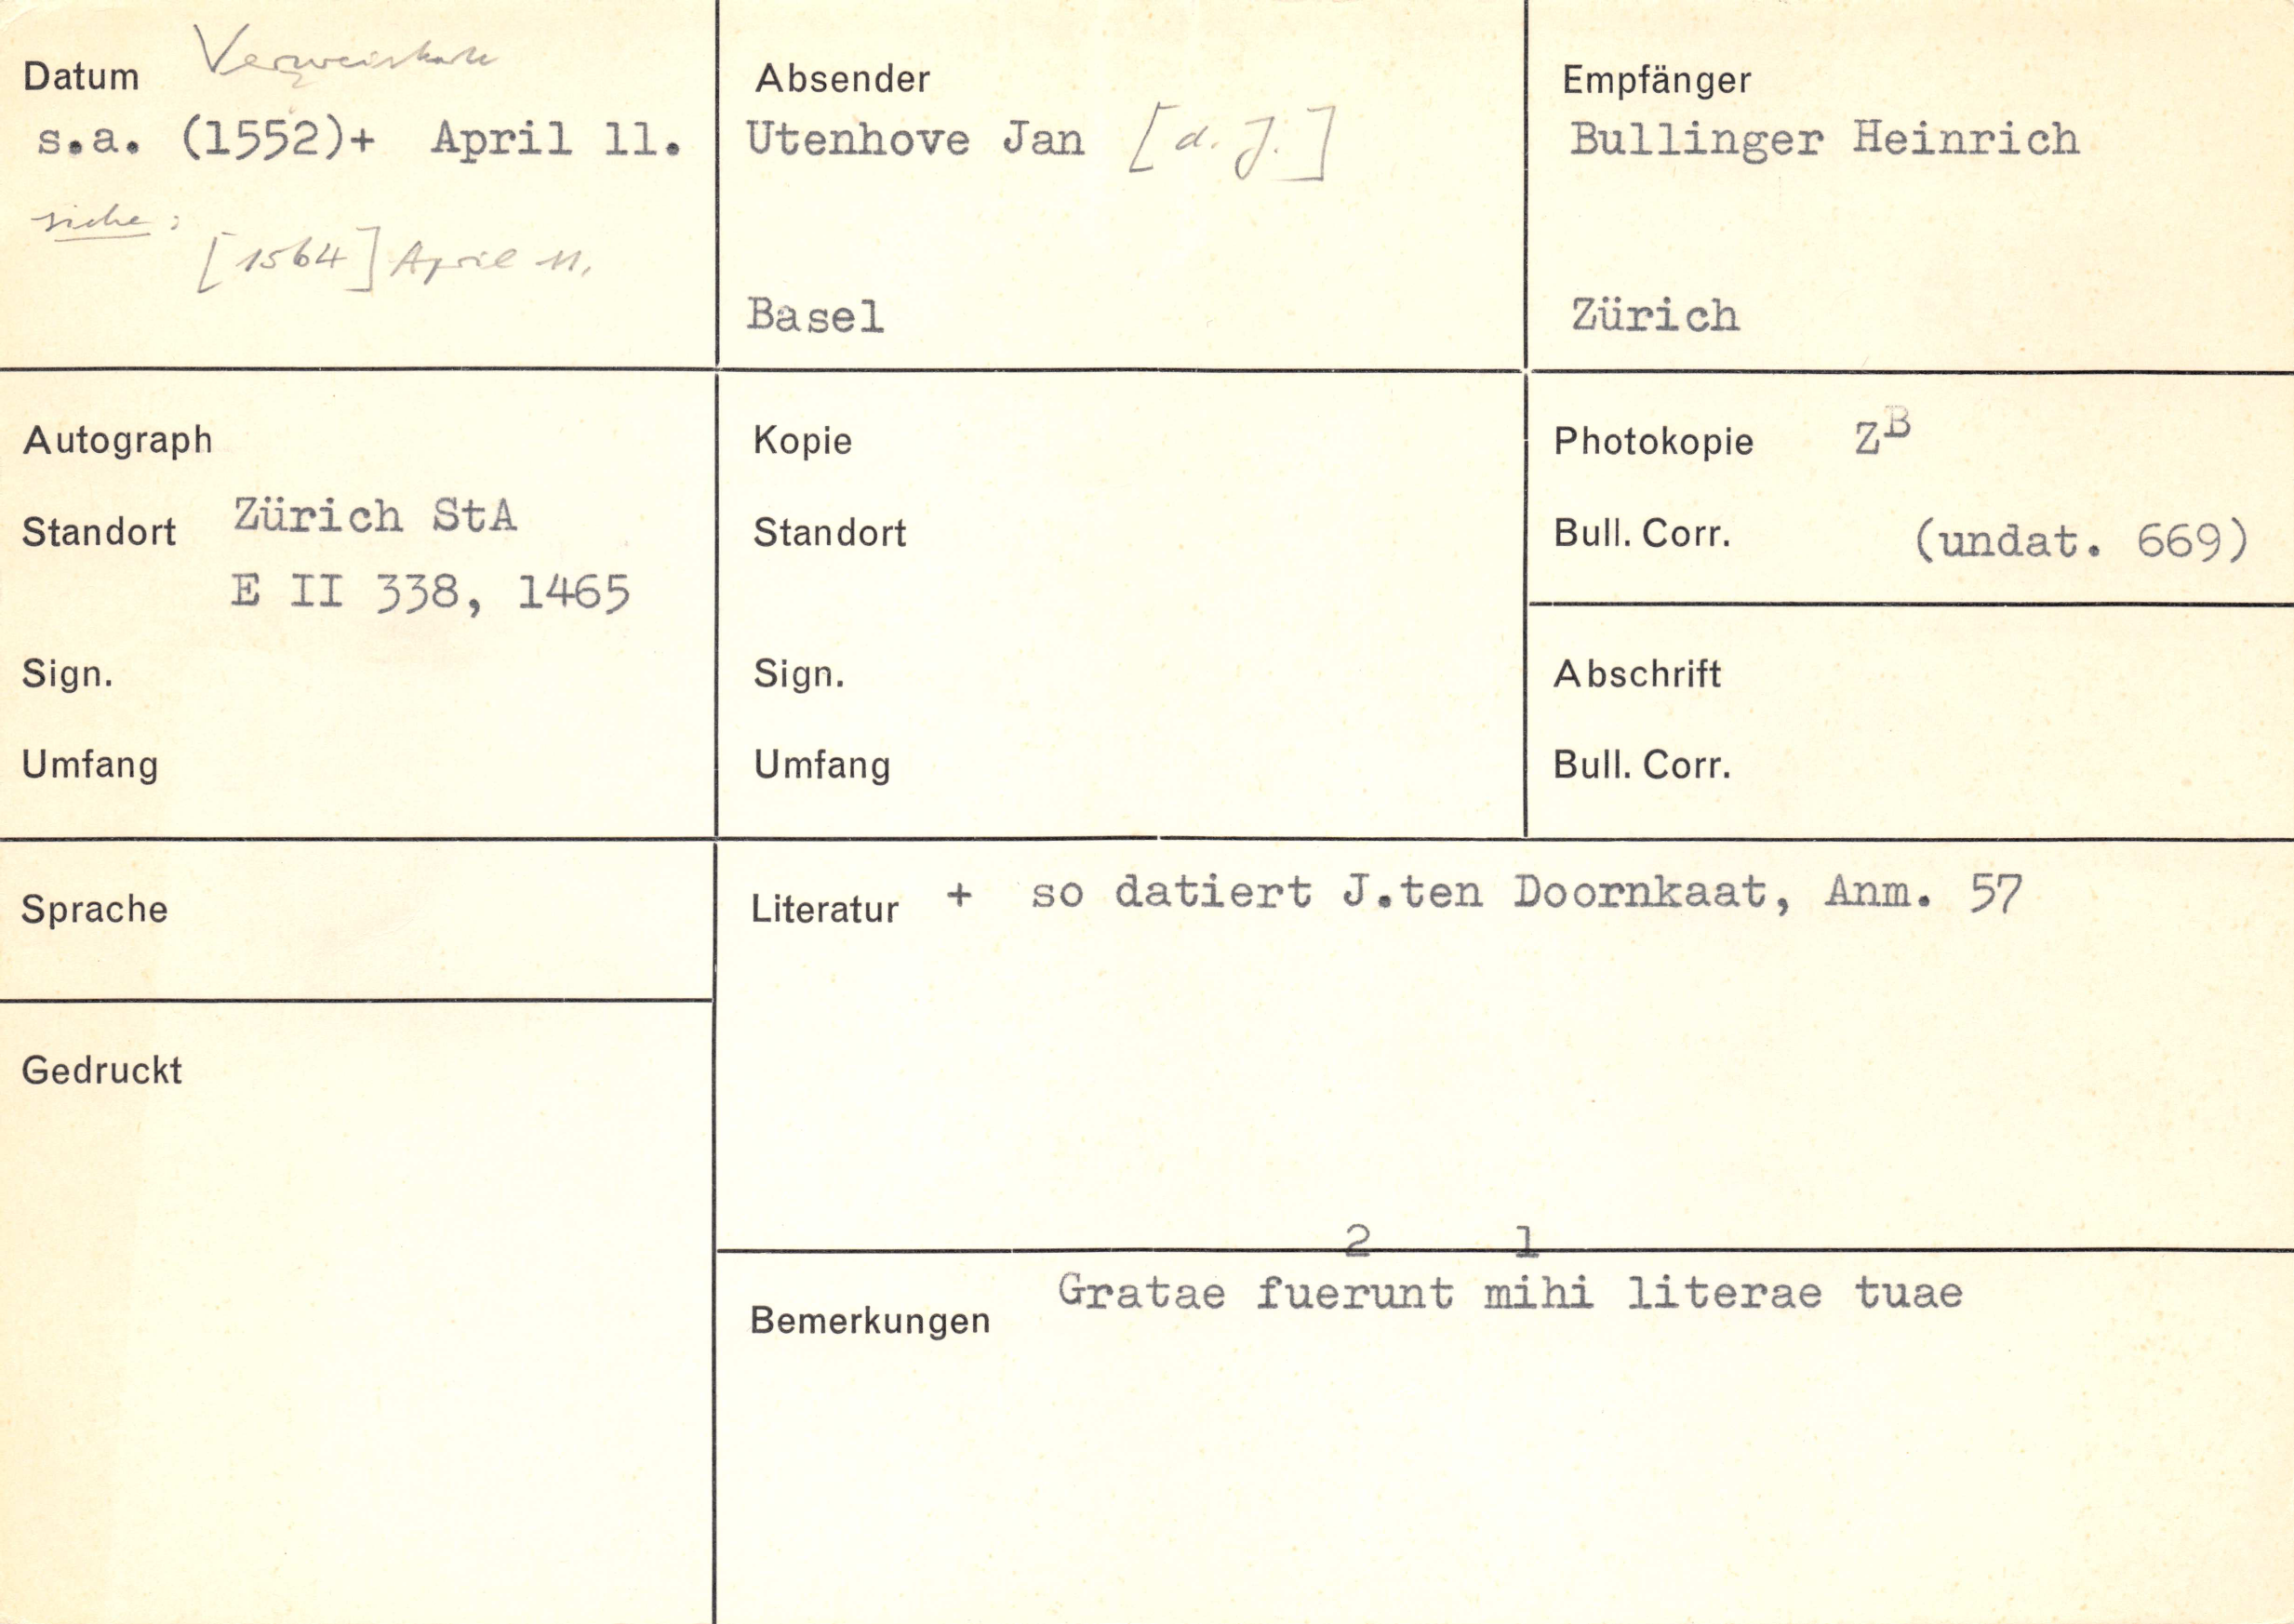 Datum Verweiskarte
s.a. (1552)+ April 11.
siehe:
[1564] April 11.
Absender
Utenhove Jan [d. J.]
Basel
Empfänger
Bullinger Heinrich
Zürich
Autograph
Standort Zürich StA
E II 338, 1465
Sign.
Umfang
Kopie
Standort
Sign.
Umfang
Photokopie ZB
Bull. Corr. (undat. 669)
Abschrift
Bull. Corr.
Sprache
Gedruckt
Literatur + so datiert J.ten Doornkaat, Anm. 57
2 1
Bemerkungen Gratae fuerunt mihi literae tuae